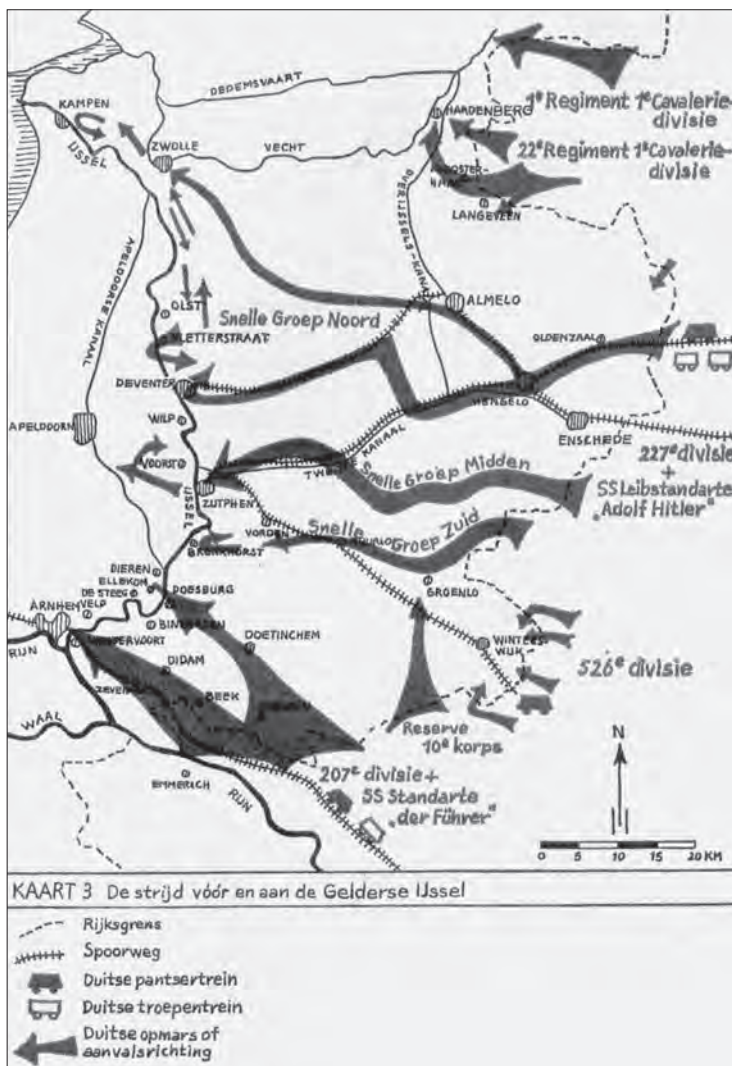 DEDEMSVAART
KAMPEN
HARDENBERG
1e Regiment 1e Cavalerie-
divisie
IJSSEL
ZWOLLE
VECHT
22e Regiment 1e Cavalerie-
divisie
LANGEVEEN
OVERIJSSELS-KANAAL
APELDOORNSE KANAAL
OLST
Snelle Groep Noord
ALMELO
OLDENZAAL
DEVENTER
HENGELO
WILP
APELDOORN
ENSCHEDE
VOORST
TWENTE KANAAL
227e divisie
+
SS Leibstandarte
„Adolf Hitler"
Snelle Groep Midden
IJSSEL
ZUTPHEN
Snelle Groep Zuid
VORDEN
BRONKHORST
DIEREN
ELLEKOM
DE STEEG
DOESBURG
GROENLO
ARNHEM
VELP
DOETINCHEM
WINTERS-
WIJK
526e divisie
RIJN
DIDAM
BEEK
Reserve
10e korps
N
WAAL
207e divisie +
SS Standarte
„der Führer"
EMMERICH
RIJN
0 5 10 15 20 KM
KAART 3 De strijd vóór en aan de Gelderse IJssel
Rijksgrens
Spoorweg
Duitse pantsertrein
Duitse troepentrein
Duitse opmars of
aanvalsrichting